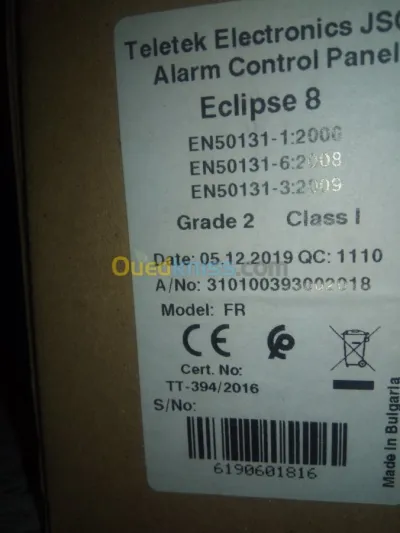 Teletek Electronics JSC
Alarm Control Panel
Eclipse 8
EN50131-1:2006
EN50131-6:2008
EN50131-3:2009
Grade 2 Class I
Date: 05.12.2019 QC: 1110
Ouedkniss.com
A/No: 310100393002018
Model: FR
CE
Cert. No:
TT-394/2016
S/No:
6190601816
Made in Bulgaria